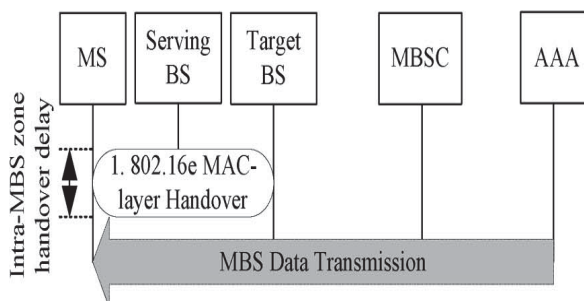 MS
Serving
BS
Target
BS
MBSC
AAA
Intra-MBS zone
handover delay
1. 802.16e MAC-
layer Handover
MBS Data Transmission